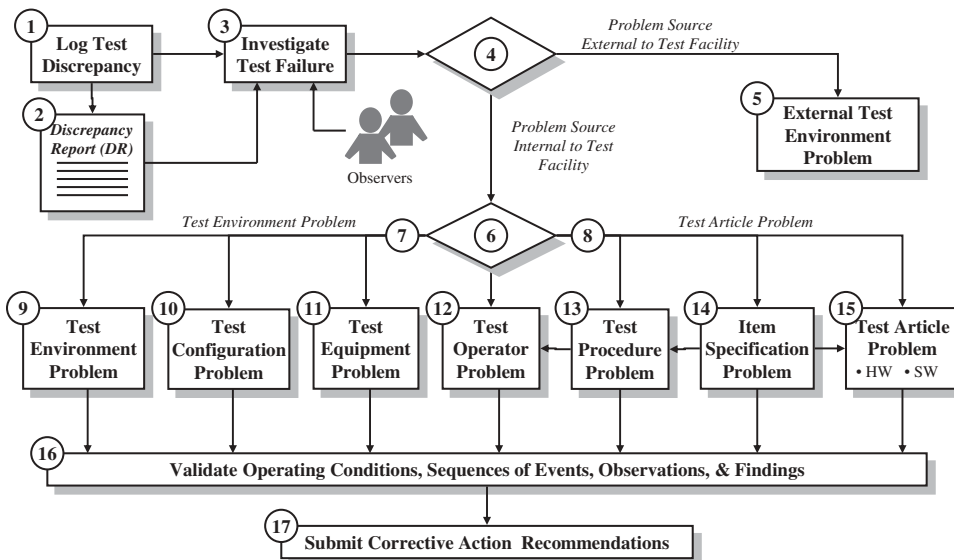 1
Log Test
Discrepancy
2
Discrepancy
Report (DR)
3
Investigate
Test Failure
Observers
4
Problem Source
External to Test Facility
5
External Test
Environment
Problem
Problem Source
Internal to Test
Facility
6
Test Environment Problem
7
8
Test Article Problem
9
Test
Environment
Problem
10
Test
Configuration
Problem
11
Test
Equipment
Problem
12
Test
Operator
Problem
13
Test
Procedure
Problem
14
Item
Specification
Problem
15
Test Article
Problem
• HW • SW
16
Validate Operating Conditions, Sequences of Events, Observations, & Findings
17
Submit Corrective Action Recommendations